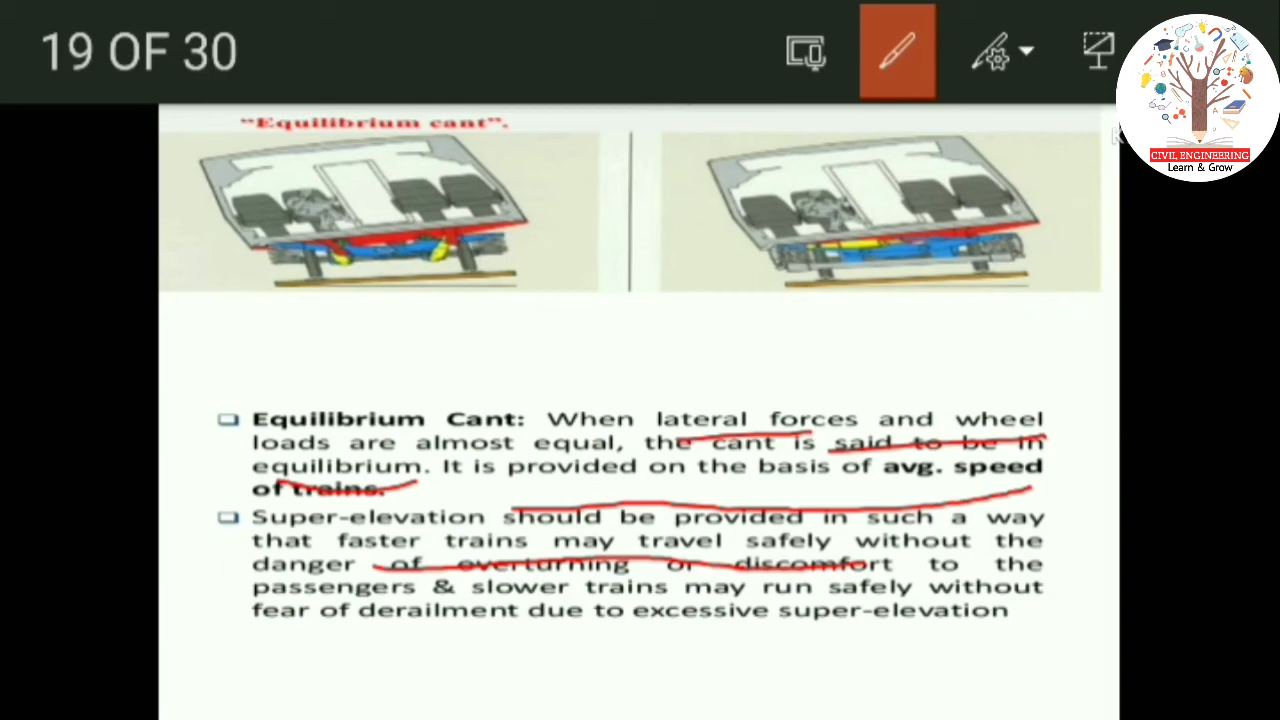 19 OF 30
CIVIL ENGINEERING
Learn & Grow
"Equilibrium cant".
Equilibrium Cant: When lateral forces and wheel
loads are almost equal, the cant is said to be in
equilibrium. It is provided on the basis of avg. speed
of trains.
Super-elevation should be provided in such a way
that faster trains may travel safely without the
danger of overturning or discomfort to the
passengers & slower trains may run safely without
fear of derailment due to excessive super-elevation